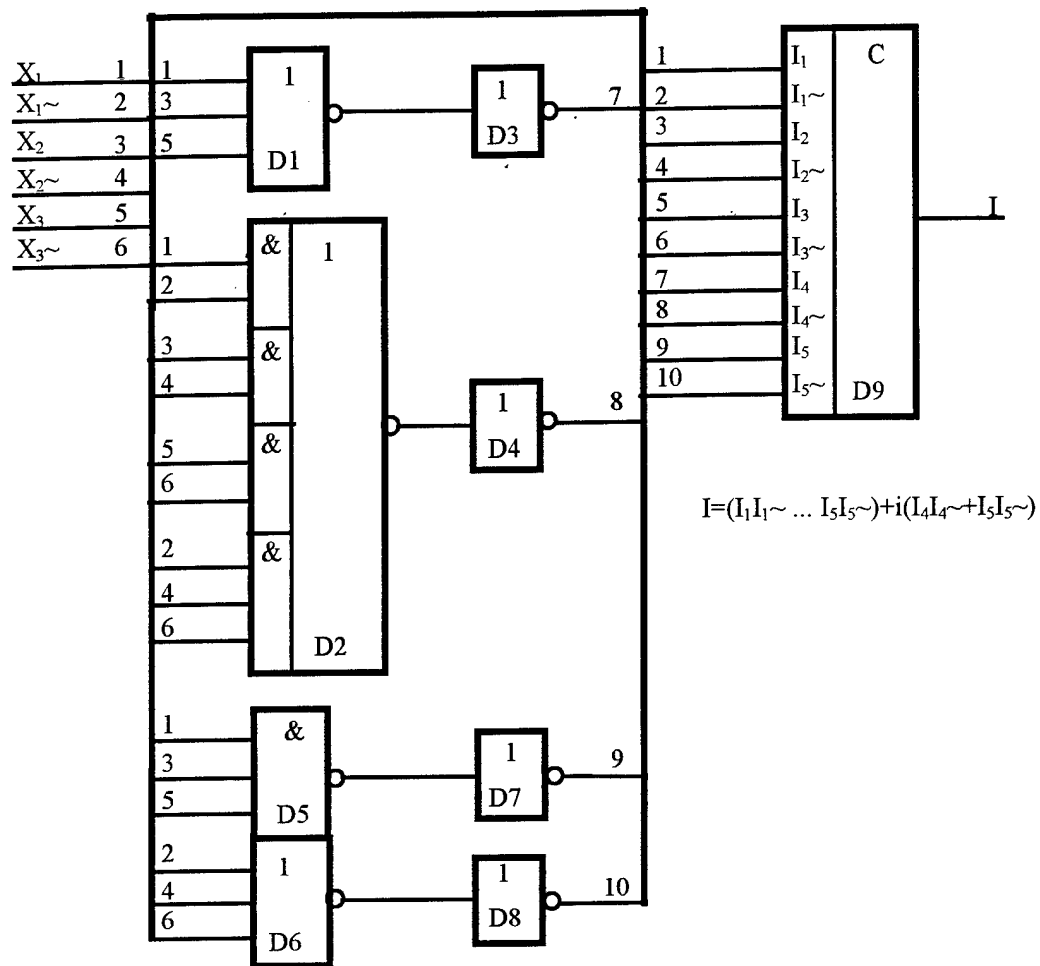 X₁ 1 1
X₁~ 2 3
X₂ 3 5
X₂~ 4
X₃ 5
X₃~ 6 1
2
3
4
5
6
2
4
6
1
3
5
2
4
6
1
D1
1
D3
7
& 1
&
&
&
D2
1
D4
8
&
D5
1
D7
9
1
D6
1
D8
10
1 I₁ C
2 I₁~
3 I₂
4 I₂~
5 I₃
6 I₃~
7 I₄
8 I₄~
9 I₅
10 I₅~ D9
I
I=(I₁I₁~ ... I₅I₅~)+i(I₄I₄~+I₅I₅~)